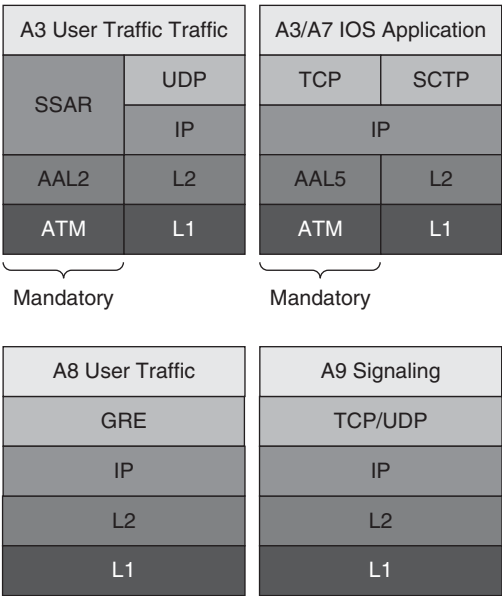 A3 User Traffic Traffic
SSAR
UDP
IP
AAL2
L2
ATM
L1
Mandatory
A3/A7 IOS Application
TCP
SCTP
IP
AAL5
L2
ATM
L1
Mandatory
A8 User Traffic
GRE
IP
L2
L1
A9 Signaling
TCP/UDP
IP
L2
L1